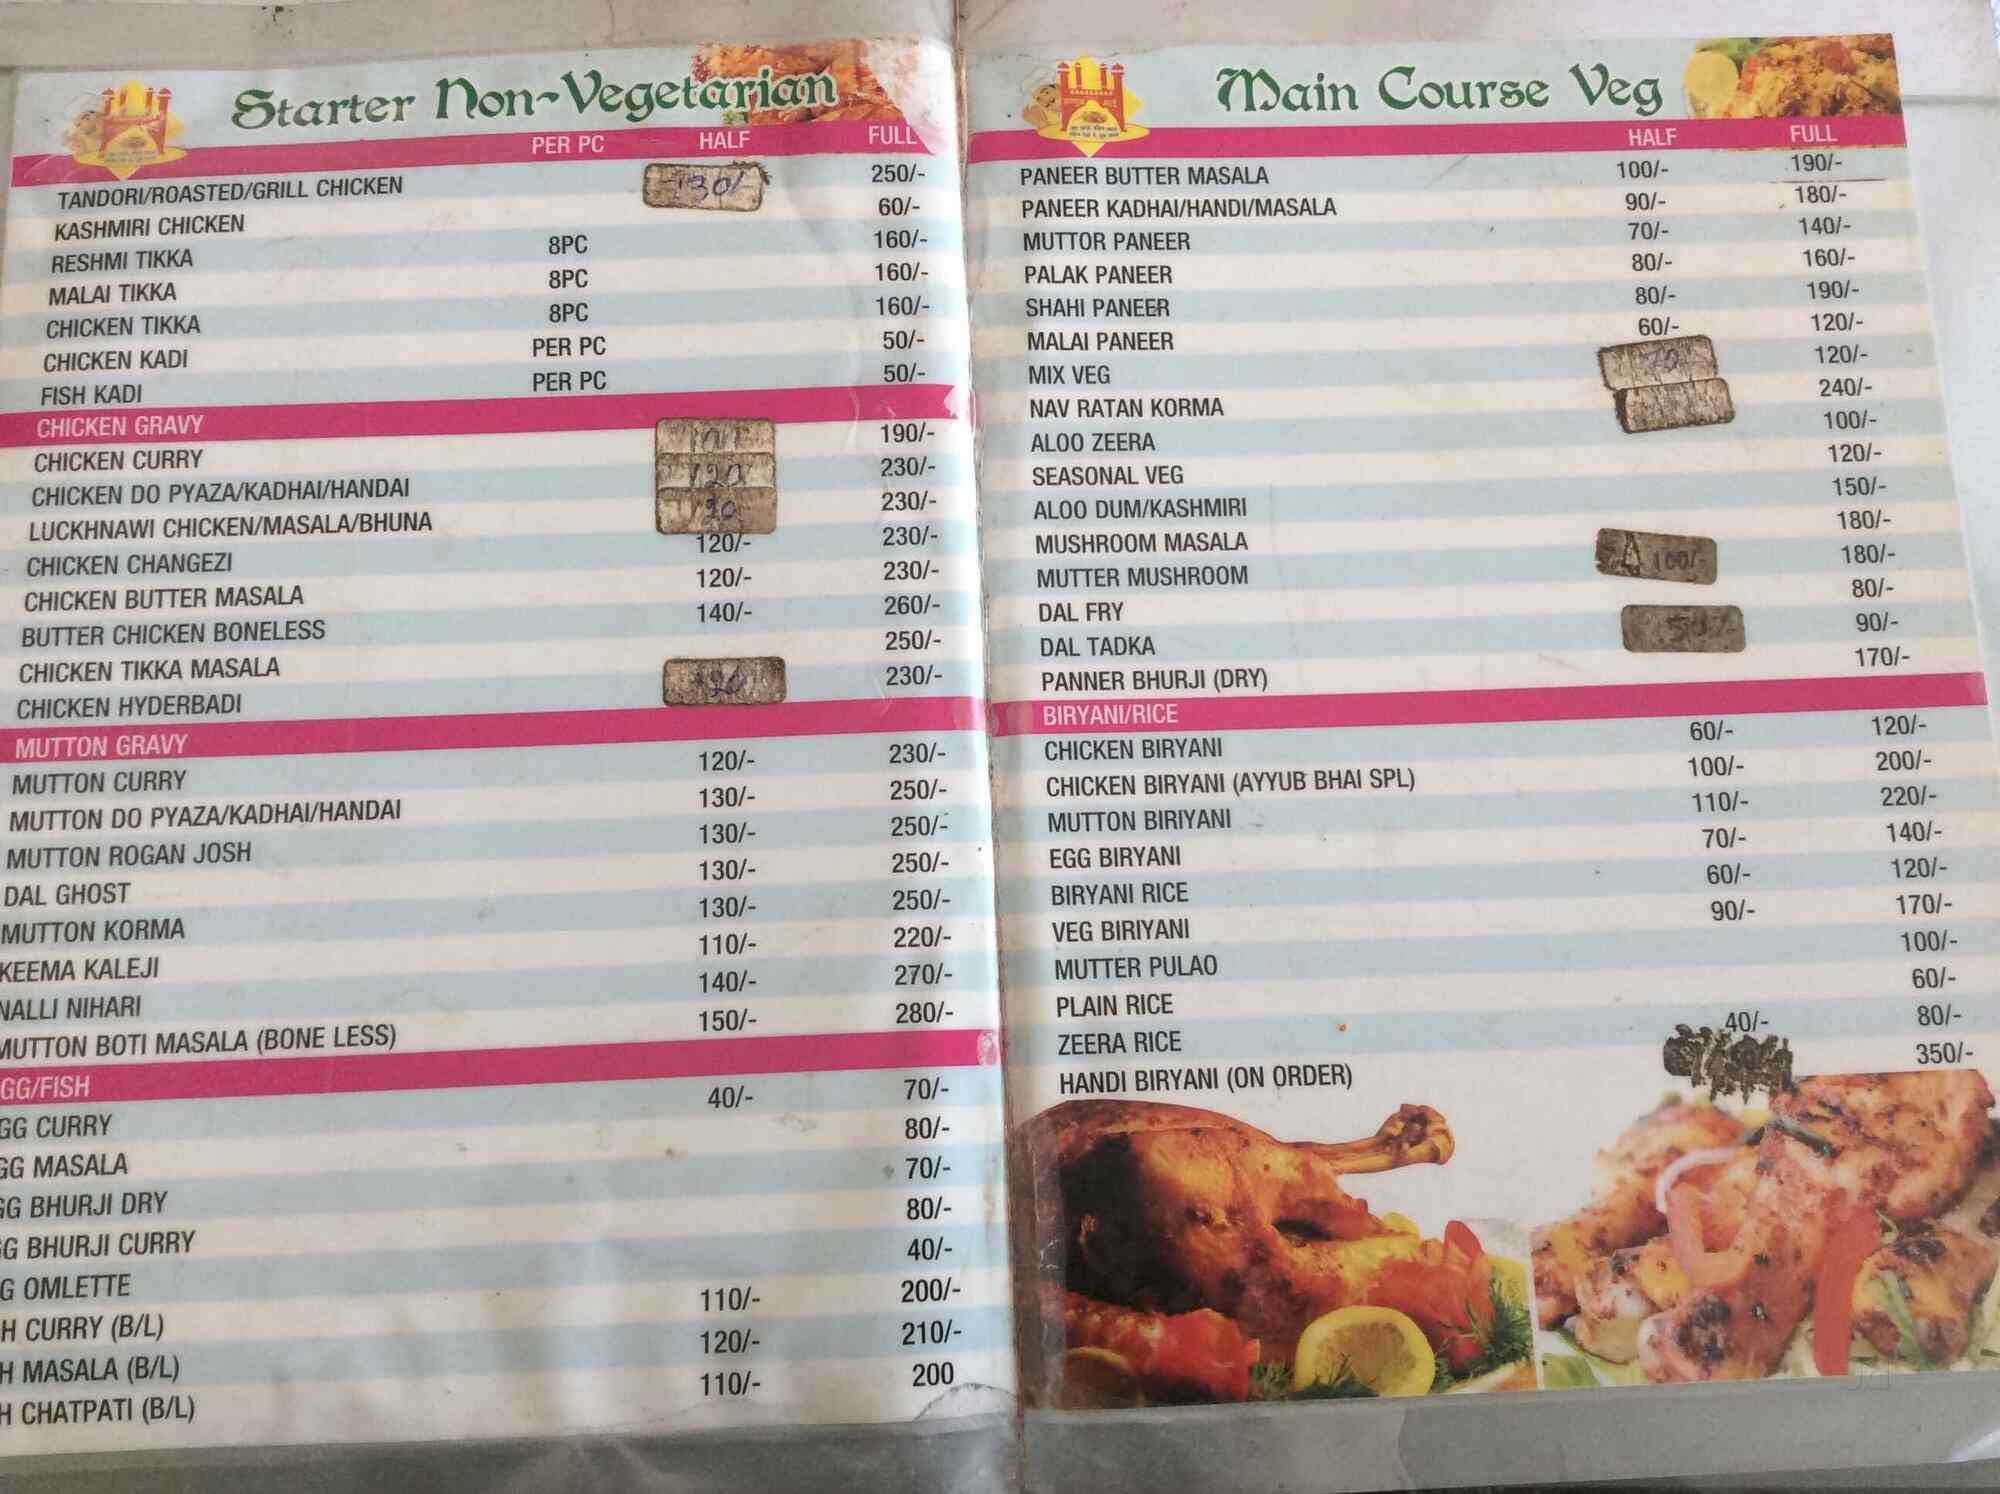 Starter Non-Vegetarian
PER PC HALF FULL
TANDORI/ROASTED/GRILL CHICKEN 130/- 250/-
KASHMIRI CHICKEN 60/-
RESHMI TIKKA 8PC 160/-
MALAI TIKKA 8PC 160/-
CHICKEN TIKKA 8PC 160/-
CHICKEN KADI PER PC 50/-
FISH KADI PER PC 50/-
CHICKEN GRAVY
CHICKEN CURRY 190/-
CHICKEN DO PYAZA/KADHAI/HANDAI 120 230/-
LUCKHNAWI CHICKEN/MASALA/BHUNA 230/-
CHICKEN CHANGEZI 120/- 230/-
CHICKEN BUTTER MASALA 120/- 230/-
BUTTER CHICKEN BONELESS 140/- 260/-
CHICKEN TIKKA MASALA 250/-
CHICKEN HYDERBADI 230/-
MUTTON GRAVY
MUTTON CURRY 120/- 230/-
MUTTON DO PYAZA/KADHAI/HANDAI 130/- 250/-
MUTTON ROGAN JOSH 130/- 250/-
DAL GHOST 130/- 250/-
MUTTON KORMA 130/- 250/-
KEEMA KALEJI 110/- 220/-
NALLI NIHARI 140/- 270/-
MUTTON BOTI MASALA (BONE LESS) 150/- 280/-
GG/FISH
GG CURRY 40/- 70/-
GG MASALA 80/-
GG BHURJI DRY 70/-
GG BHURJI CURRY 80/-
G OMLETTE 40/-
H CURRY (B/L) 110/- 200/-
H MASALA (B/L) 120/- 210/-
H CHATPATI (B/L) 110/- 200
Main Course Veg
HALF FULL
PANEER BUTTER MASALA 100/- 190/-
PANEER KADHAI/HANDI/MASALA 90/- 180/-
MUTTOR PANEER 70/- 140/-
PALAK PANEER 80/- 160/-
SHAHI PANEER 80/- 190/-
MALAI PANEER 60/- 120/-
MIX VEG 70 120/-
NAV RATAN KORMA 240/-
ALOO ZEERA 100/-
SEASONAL VEG 120/-
ALOO DUM/KASHMIRI 150/-
MUSHROOM MASALA 180/-
MUTTER MUSHROOM 100/- 180/-
DAL FRY 80/-
DAL TADKA 50/- 90/-
PANNER BHURJI (DRY) 170/-
BIRYANI/RICE
CHICKEN BIRYANI 60/- 120/-
CHICKEN BIRYANI (AYYUB BHAI SPL) 100/- 200/-
MUTTON BIRIYANI 110/- 220/-
EGG BIRYANI 70/- 140/-
BIRYANI RICE 60/- 120/-
VEG BIRIYANI 90/- 170/-
MUTTER PULAO 100/-
PLAIN RICE 60/-
ZEERA RICE 40/- 80/-
HANDI BIRYANI (ON ORDER) 350/-